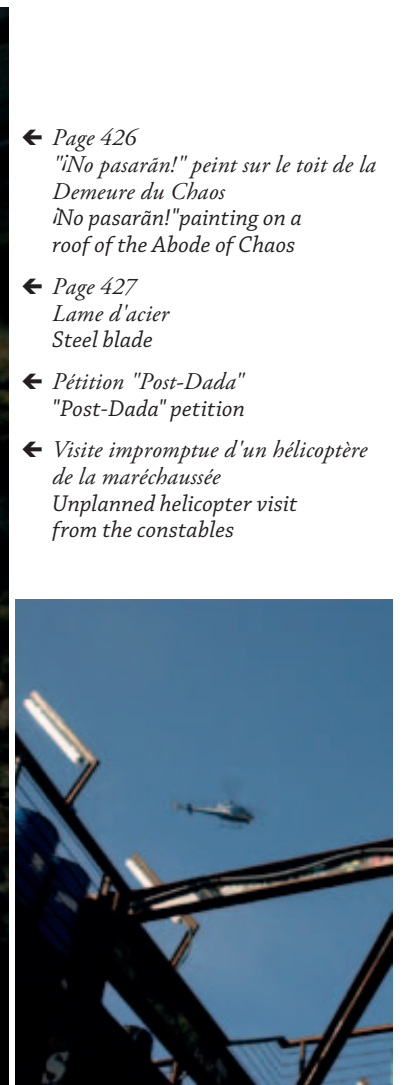 ← Page 426
"¡No pasarãn!" peint sur le toit de la
Demeure du Chaos
¡No pasarãn!"painting on a
roof of the Abode of Chaos
← Page 427
Lame d'acier
Steel blade
← Pétition "Post-Dada"
"Post-Dada" petition
← Visite impromptue d'un hélicoptère
de la maréchaussée
Unplanned helicopter visit
from the constables
S